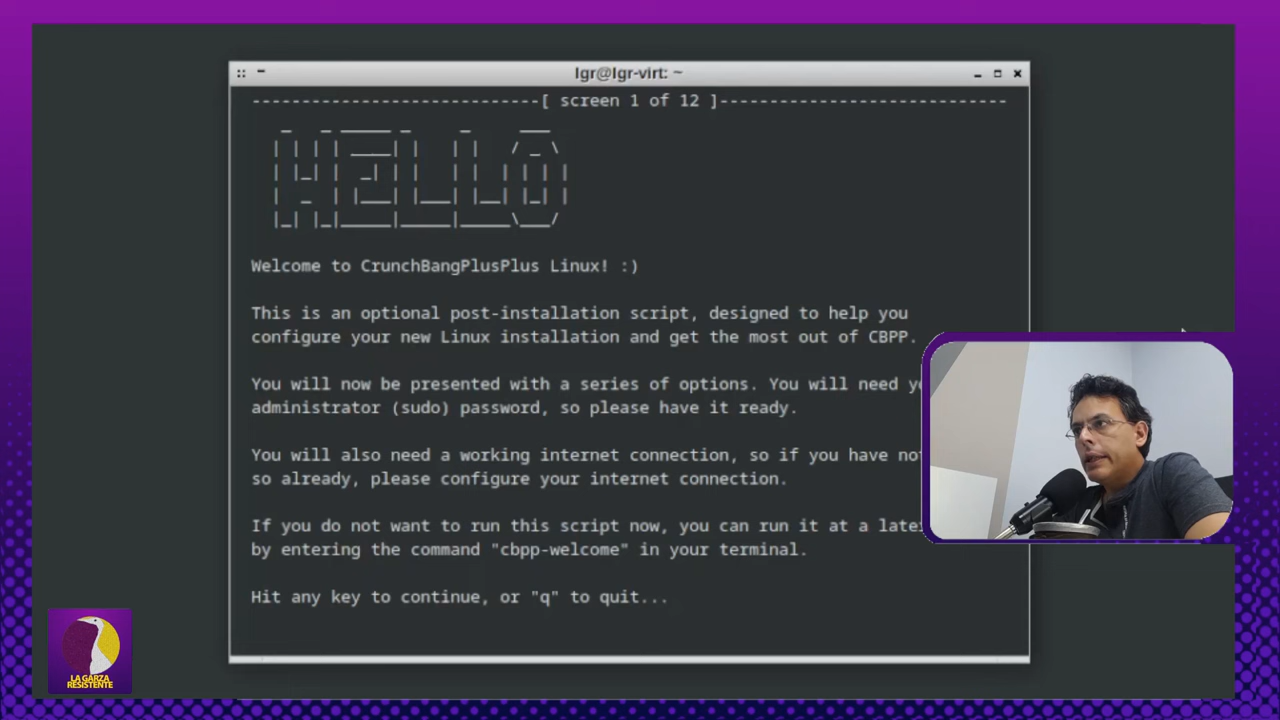 lgr@lgr-virt: ~
-----------------------------[ screen 1 of 12 ]-----------------------------
HELLO
Welcome to CrunchBangPlusPlus Linux! :)
This is an optional post-installation script, designed to help you
configure your new Linux installation and get the most out of CBPP.
You will now be presented with a series of options. You will need
administrator (sudo) password, so please have it ready.
You will also need a working internet connection, so if you have
so already, please configure your internet connection.
If you do not want to run this script now, you can run it at a
by entering the command "cbpp-welcome" in your terminal.
Hit any key to continue, or "q" to quit...
LA GARZA
RESISTENTE